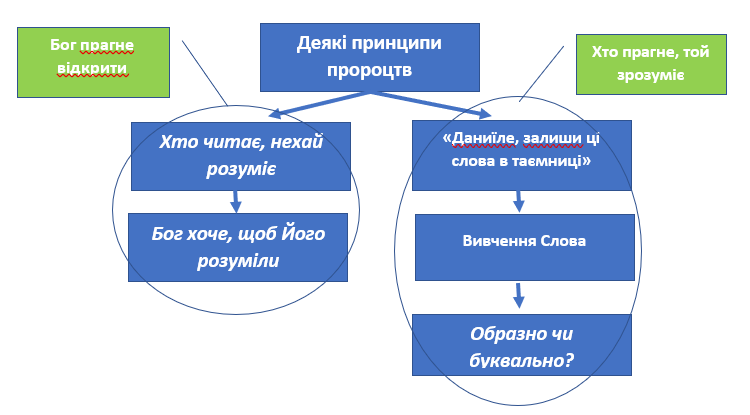 Бог прагне
відкрити
Деякі принципи
пророцтв
Хто прагне, той
зрозуміє
Хто читає, нехай
розуміє
«Даниїле, залиши ці
слова в таємниці»
Бог хоче, щоб Його
розуміли
Вивчення Слова
Образно чи
буквально?